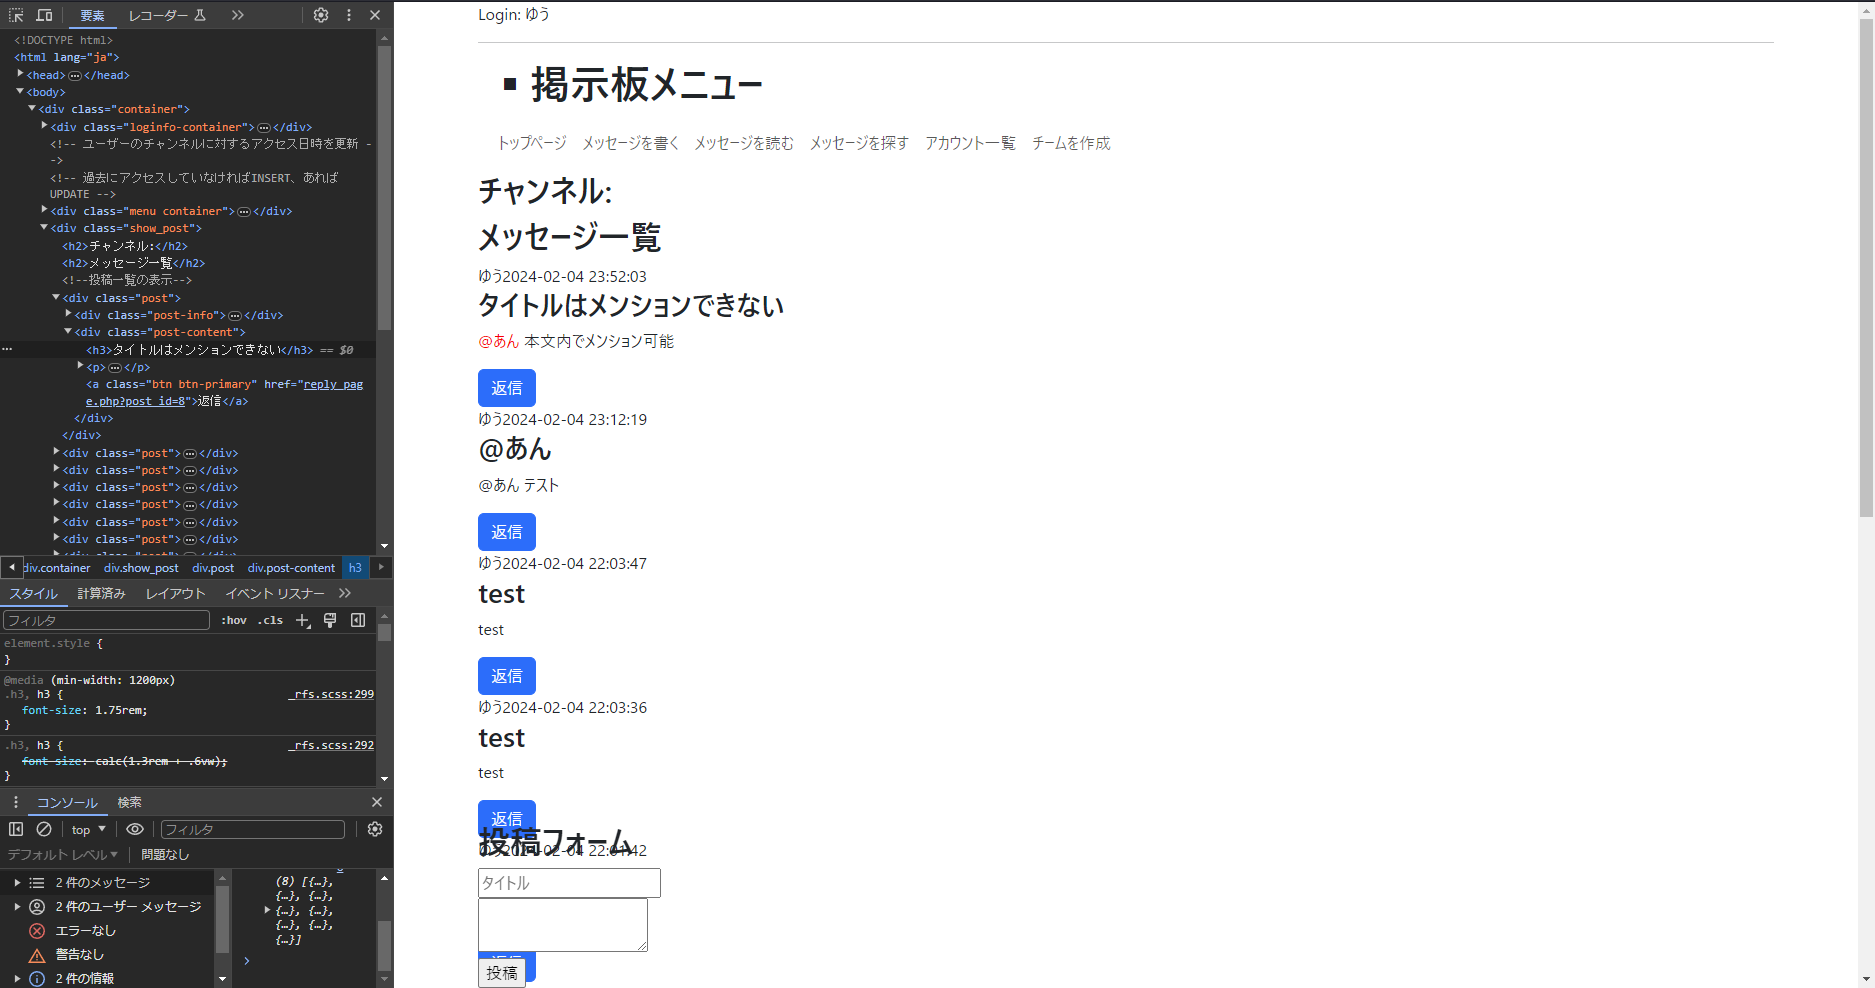 要素
レコーダー
<!DOCTYPE html>
<html lang="ja">
<head>…</head>
<body>
<div class="container">
<div class="loginfo-container">…</div>
<!-- ユーザーのチャンネルに対するアクセス日時を更新 -
->
<!-- 過去にアクセスしていなければINSERT、あれば
UPDATE -->
<div class="menu container">…</div>
<div class="show_post">
<h2>チャンネル:</h2>
<h2>メッセージ一覧</h2>
<!--投稿一覧の表示-->
<div class="post">
<div class="post-info">…</div>
<div class="post-content">
<h3>タイトルはメンションできない</h3> == $0
<p>…</p>
<a class="btn btn-primary" href="reply_pag
e.php?post_id=8">返信</a>
</div>
</div>
<div class="post">…</div>
<div class="post">…</div>
<div class="post">…</div>
<div class="post">…</div>
<div class="post">…</div>
<div class="post">…</div>
div.container div.show_post div.post div.post-content h3
スタイル 計算済み レイアウト イベント リスナー
フィルタ :hov .cls
element.style {
}
@media (min-width: 1200px)
.h3, h3 { _rfs.scss:299
font-size: 1.75rem;
}
.h3, h3 { _rfs.scss:292
font-size: calc(1.3rem + .6vw);
}
コンソール 検索
top フィルタ
デフォルト レベル 問題なし
2 件のメッセージ
2 件のユーザー メッセージ
エラーなし
警告なし
2 件の情報
(8) [{…},
{…}, {…},
{…}, {…},
{…}, {…},
{…}]
Login: ゆう
掲示板メニュー
トップページ メッセージを書く メッセージを読む メッセージを探す アカウント一覧 チームを作成
チャンネル:
メッセージ一覧
ゆう2024-02-04 23:52:03
タイトルはメンションできない
@あん 本文内でメンション可能
返信
ゆう2024-02-04 23:12:19
@あん
@あん テスト
返信
ゆう2024-02-04 22:03:47
test
test
返信
ゆう2024-02-04 22:03:36
test
test
返信
投稿フォーム
ゆう2024-02-04 22:01:42
タイトル
投稿